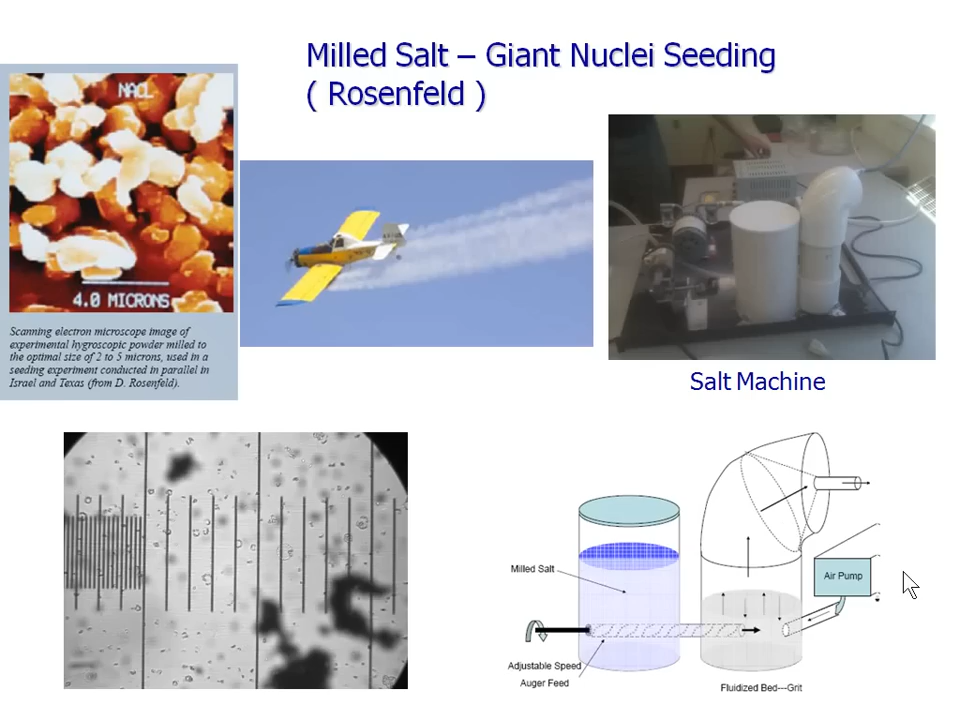 Milled Salt – Giant Nuclei Seeding
( Rosenfeld )
NACL
4.0 MICRONS
Scanning electron microscope image of
experimental hygroscopic powder milled to
the optimal size of 2 to 5 microns, used in a
seeding experiment conducted in parallel in
Israel and Texas (from D. Rosenfeld).
Salt Machine
Milled Salt
Air Pump
Adjustable Speed
Auger Feed
Fluidized Bed---Grit